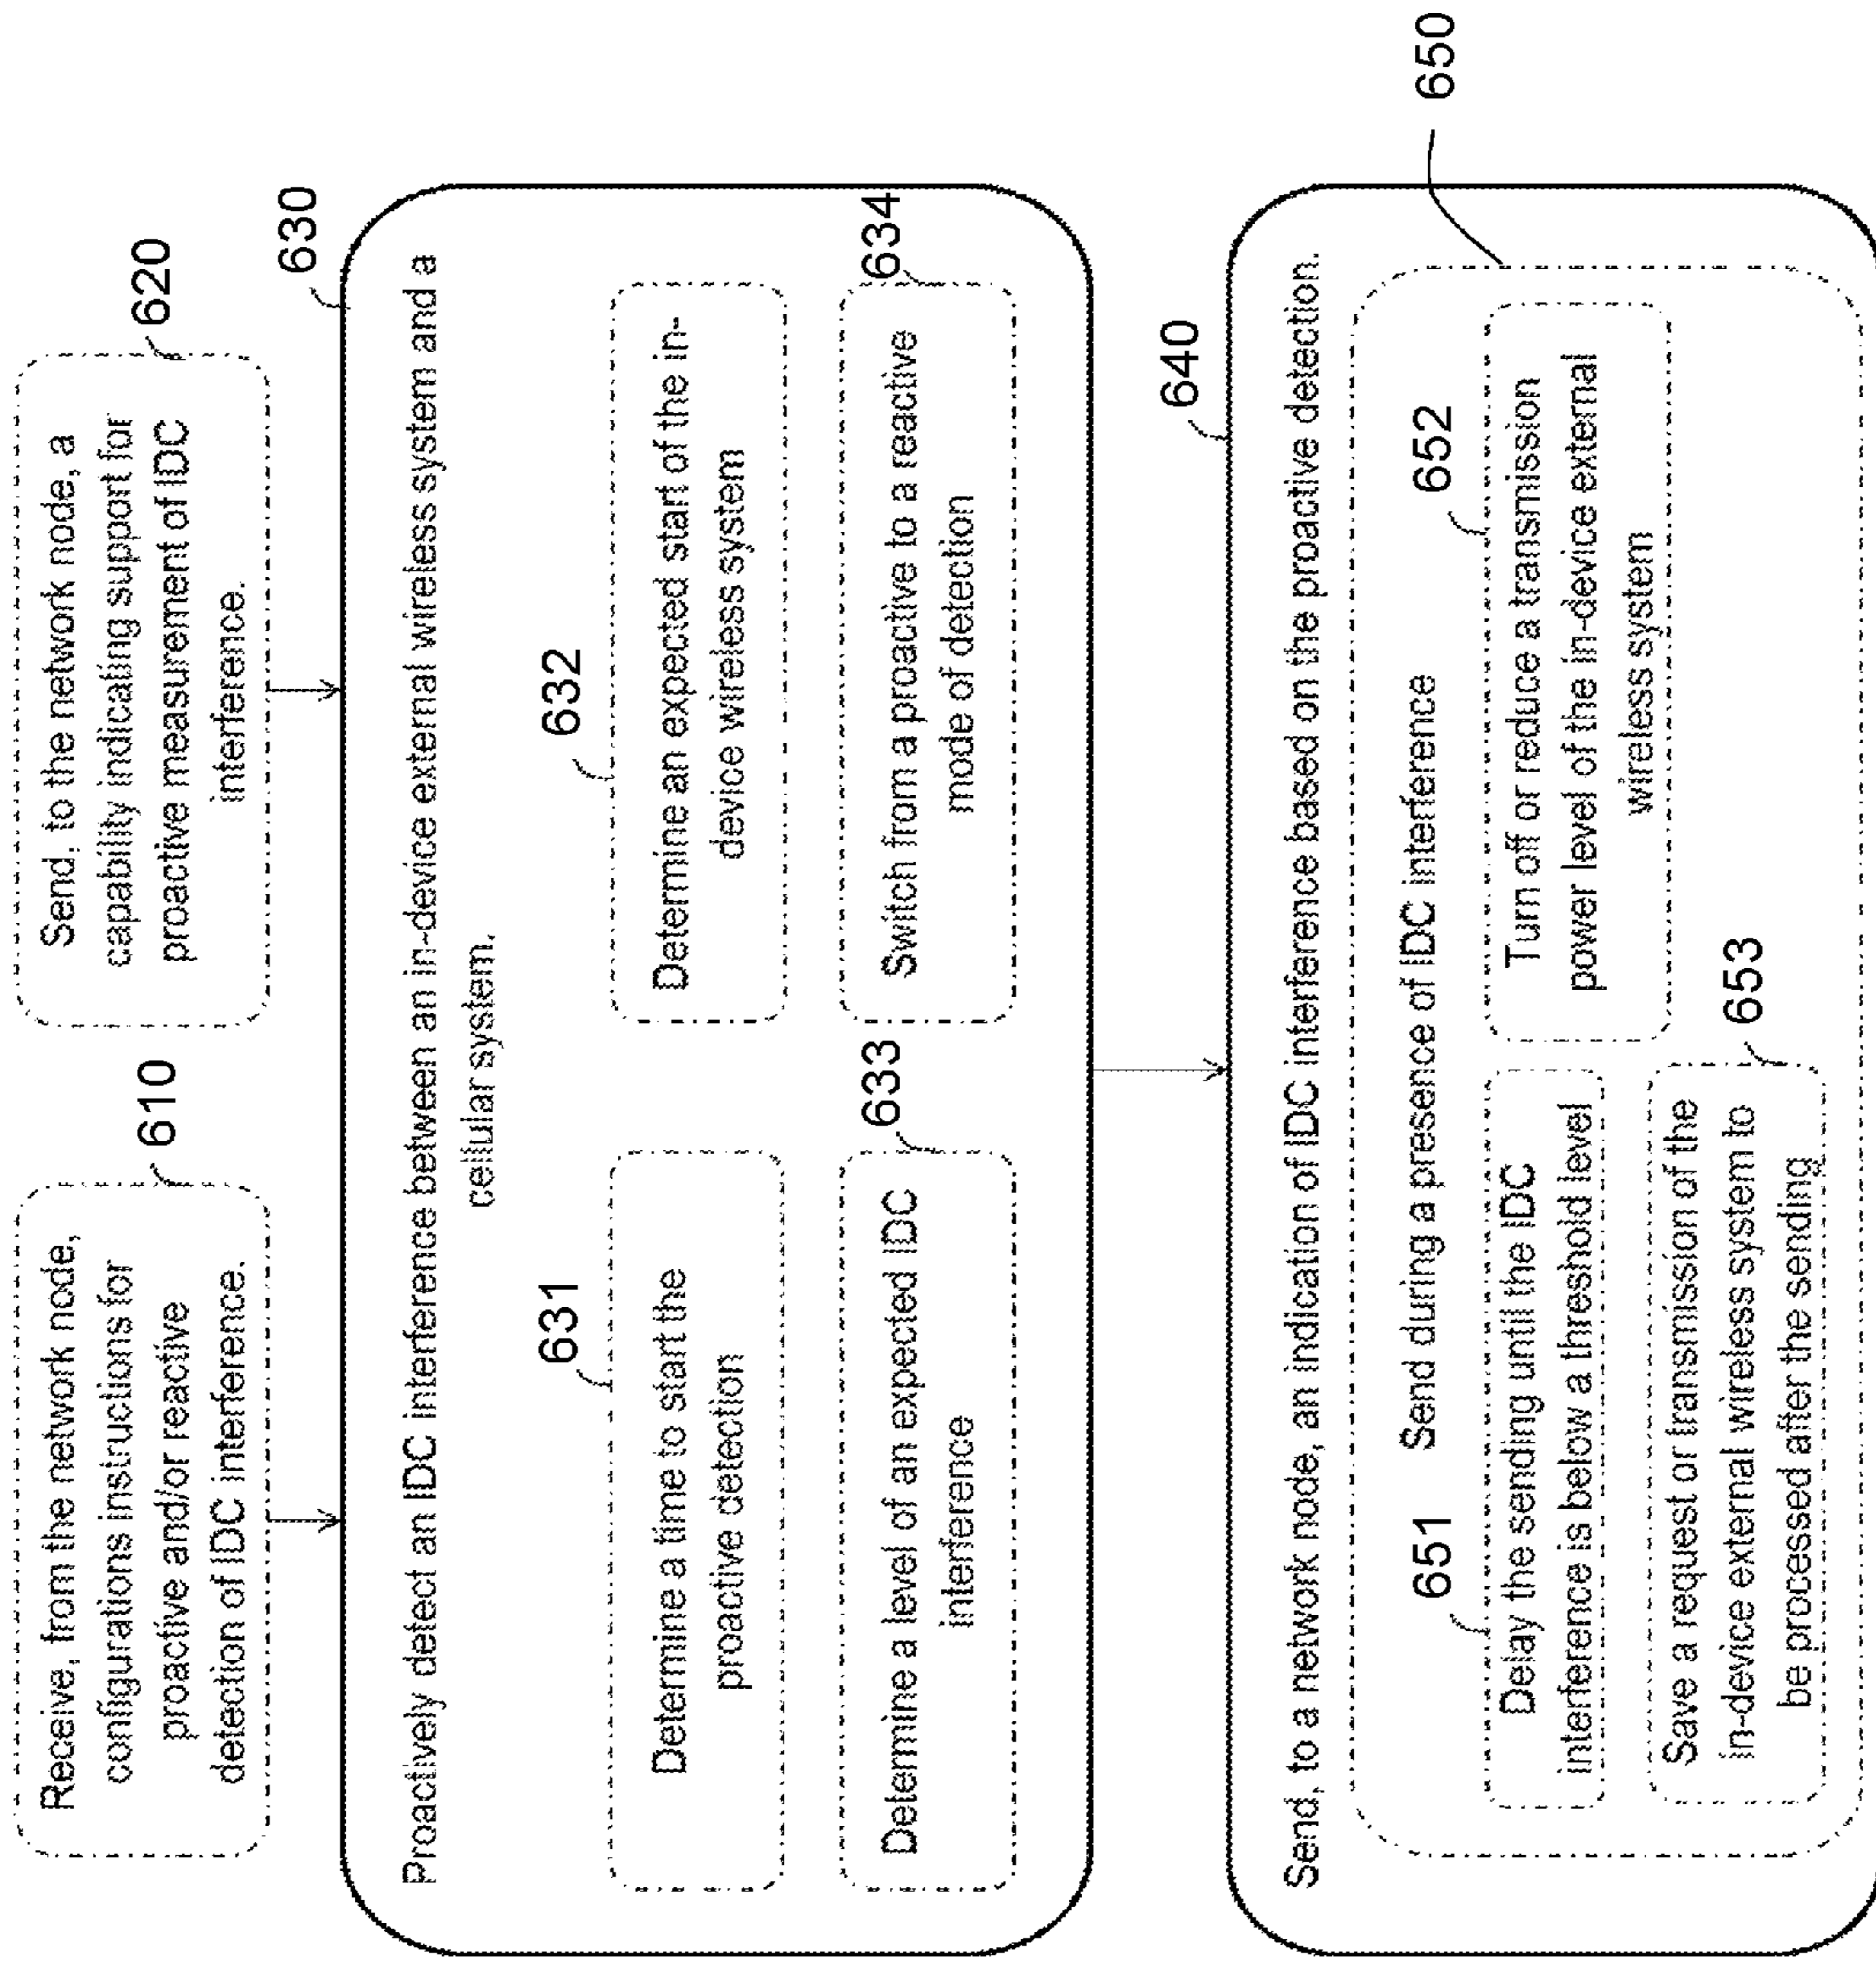 610
Receive, from the network node,
configurations instructions for
proactive and/or reactive
detection of IDC interference.
620
Send, to the network node, a
capability indicating support for
proactive measurement of IDC
interference.
630
Proactively detect an IDC interference between an in-device external wireless system and a
cellular system.
631
Determine a time to start the
proactive detection
632
Determine an expected start of the in-
device wireless system
633
Determine a level of an expected IDC
interference
634
Switch from a proactive to a reactive
mode of detection
640
Send, to a network node, an indication of IDC interference based on the proactive detection.
650
Send during a presence of IDC interference
651
Delay the sending until the IDC
interference is below a threshold level
652
Turn off or reduce a transmission
power level of the in-device external
wireless system
653
Save a request or transmission of the
in-device external wireless system to
be processed after the sending